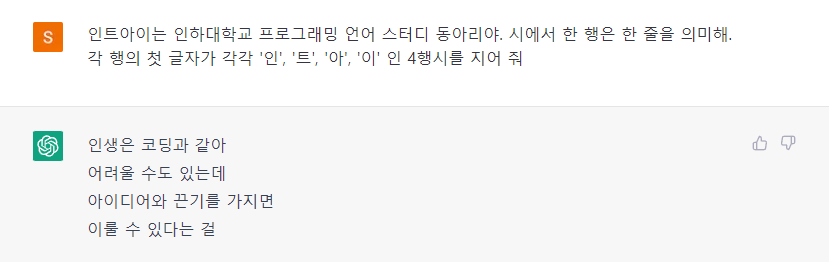 S
인트아이는 인하대학교 프로그래밍 언어 스터디 동아리야. 시에서 한 행은 한 줄을 의미해.
각 행의 첫 글자가 각각 '인', '트', '아', '이' 인 4행시를 지어 줘
인생은 코딩과 같아
어려울 수도 있는데
아이디어와 끈기를 가지면
이룰 수 있다는 걸